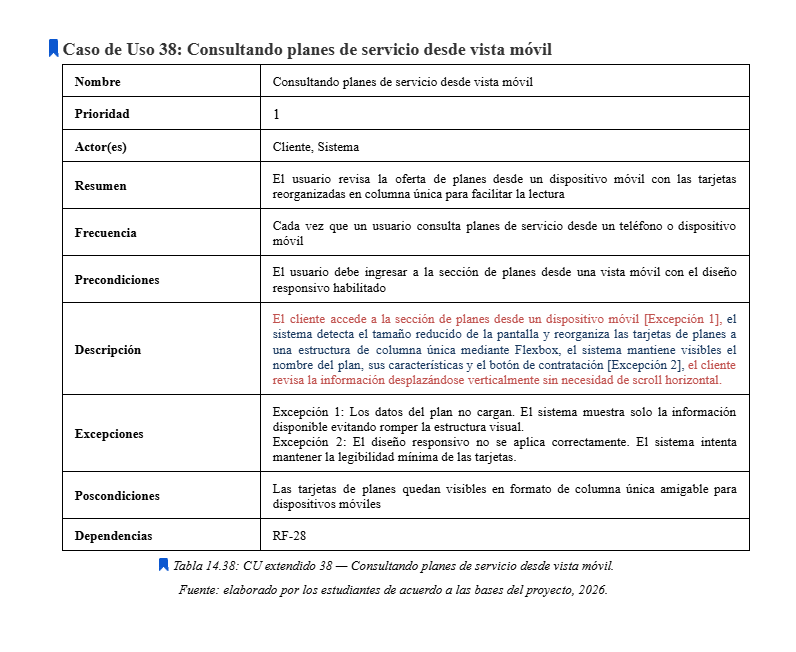 Caso de Uso 38: Consultando planes de servicio desde vista móvil
Nombre
Consultando planes de servicio desde vista móvil
Prioridad
1
Actor(es)
Cliente, Sistema
Resumen
El usuario revisa la oferta de planes desde un dispositivo móvil con las tarjetas
reorganizadas en columna única para facilitar la lectura
Frecuencia
Cada vez que un usuario consulta planes de servicio desde un teléfono o dispositivo
móvil
Precondiciones
El usuario debe ingresar a la sección de planes desde una vista móvil con el diseño
responsivo habilitado
Descripción
El cliente accede a la sección de planes desde un dispositivo móvil [Excepción 1], el
sistema detecta el tamaño reducido de la pantalla y reorganiza las tarjetas de planes a
una estructura de columna única mediante Flexbox, el sistema mantiene visibles el
nombre del plan, sus características y el botón de contratación [Excepción 2], el cliente
revisa la información desplazándose verticalmente sin necesidad de scroll horizontal.
Excepciones
Excepción 1: Los datos del plan no cargan. El sistema muestra solo la información
disponible evitando romper la estructura visual.
Excepción 2: El diseño responsivo no se aplica correctamente. El sistema intenta
mantener la legibilidad mínima de las tarjetas.
Poscondiciones
Las tarjetas de planes quedan visibles en formato de columna única amigable para
dispositivos móviles
Dependencias
RF-28
Tabla 14.38: CU extendido 38 — Consultando planes de servicio desde vista móvil.
Fuente: elaborado por los estudiantes de acuerdo a las bases del proyecto, 2026.